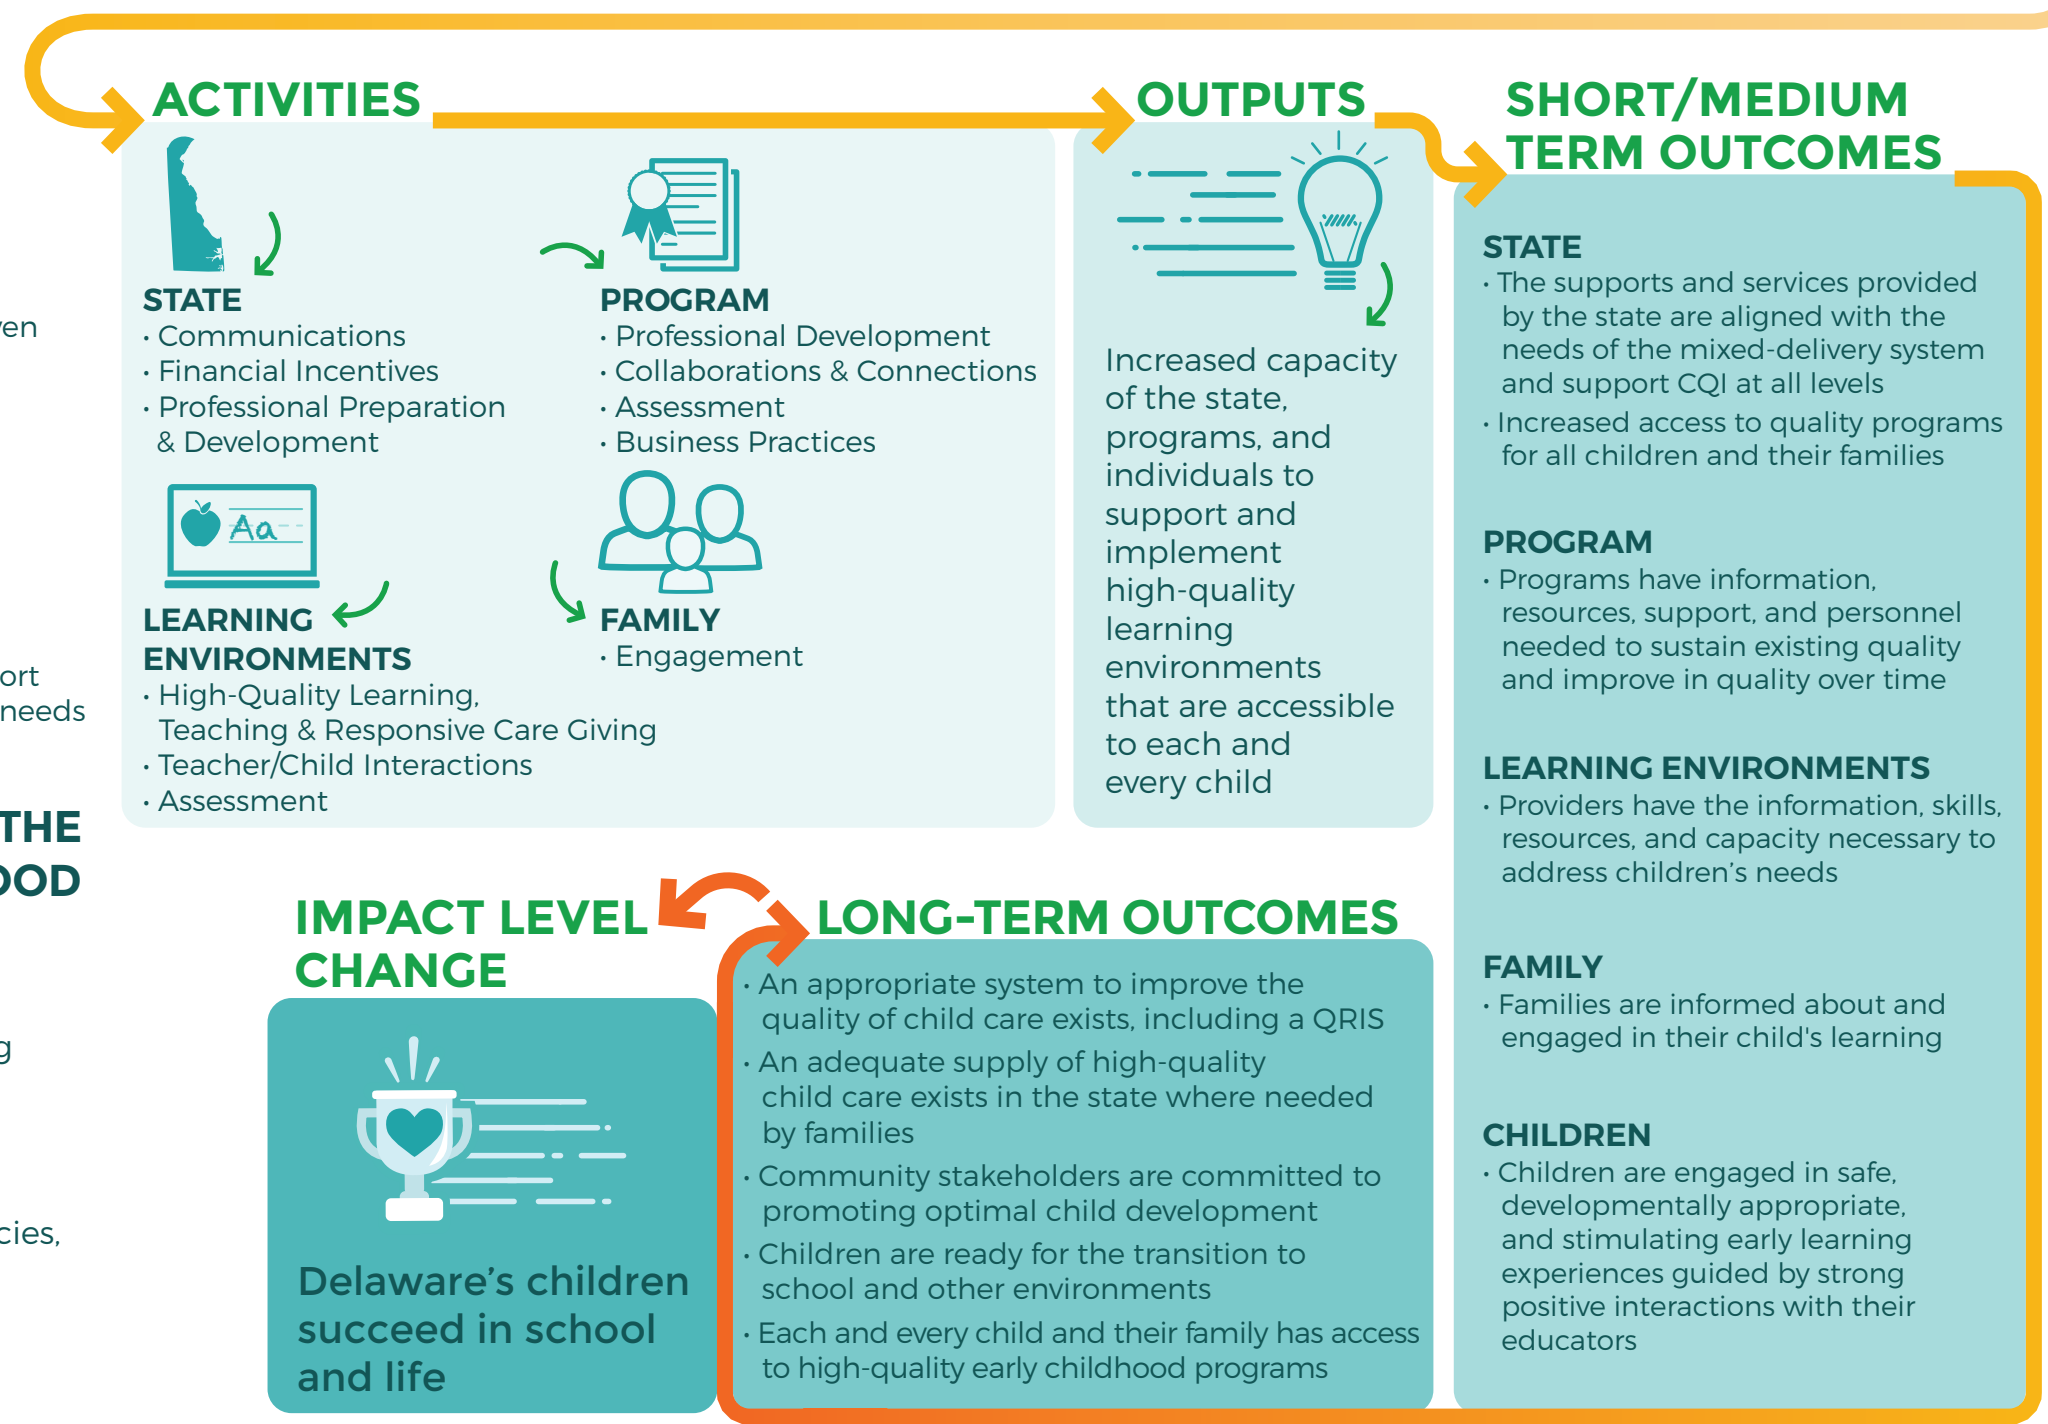 ACTIVITIES
STATE
· Communications
· Financial Incentives
· Professional Preparation
& Development
PROGRAM
· Professional Development
· Collaborations & Connections
· Assessment
· Business Practices
Aa
LEARNING
ENVIRONMENTS
· High-Quality Learning,
Teaching & Responsive Care Giving
· Teacher/Child Interactions
· Assessment
FAMILY
· Engagement
OUTPUTS
Increased capacity
of the state,
programs, and
individuals to
support and
implement
high-quality
learning
environments
that are accessible
to each and
every child
SHORT/MEDIUM
TERM OUTCOMES
STATE
· The supports and services provided
by the state are aligned with the
needs of the mixed-delivery system
and support CQI at all levels
· Increased access to quality programs
for all children and their families
PROGRAM
· Programs have information,
resources, support, and personnel
needed to sustain existing quality
and improve in quality over time
LEARNING ENVIRONMENTS
· Providers have the information, skills,
resources, and capacity necessary to
address children’s needs
FAMILY
· Families are informed about and
engaged in their child's learning
CHILDREN
· Children are engaged in safe,
developmentally appropriate,
and stimulating early learning
experiences guided by strong
positive interactions with their
educators
LONG-TERM OUTCOMES
· An appropriate system to improve the
quality of child care exists, including a QRIS
· An adequate supply of high-quality
child care exists in the state where needed
by families
· Community stakeholders are committed to
promoting optimal child development
· Children are ready for the transition to
school and other environments
· Each and every child and their family has access
to high-quality early childhood programs
IMPACT LEVEL
CHANGE
Delaware’s children
succeed in school
and life
needs
THE